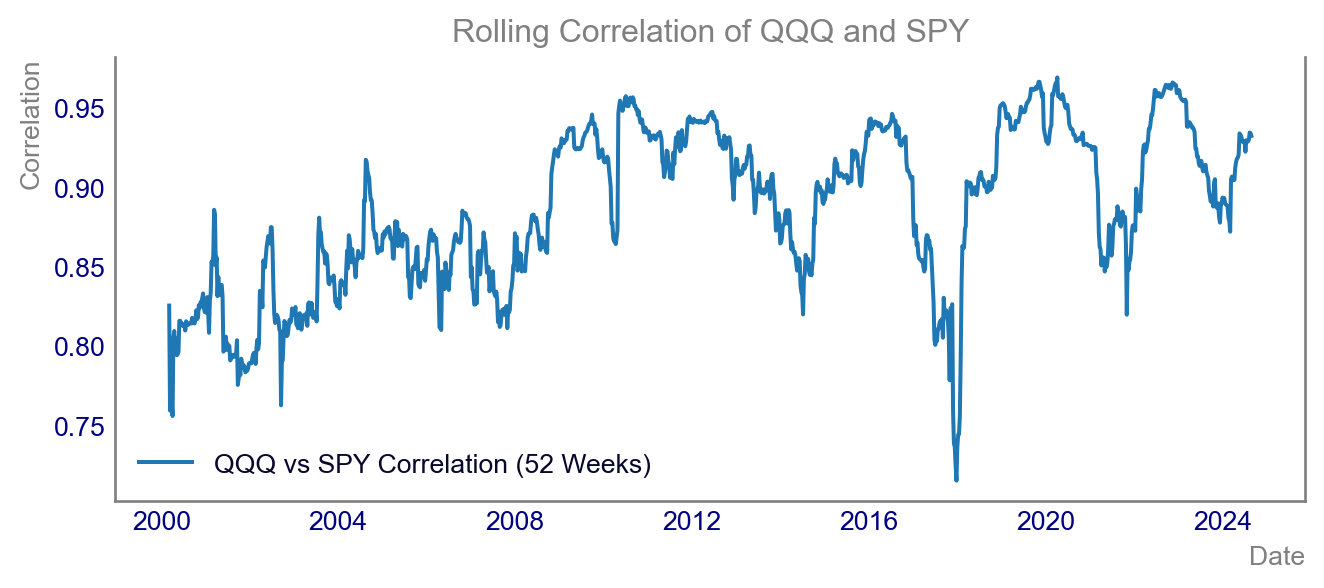 Rolling Correlation of QQQ and SPY
Correlation
0.95
0.90
0.85
0.80
0.75
QQQ vs SPY Correlation (52 Weeks)
2000 2004 2008 2012 2016 2020 2024
Date